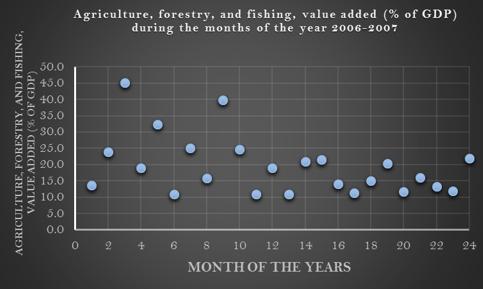 Agriculture, forestry, and fishing, value added (% of GDP)
during the months of the year 2006-2007
AGRICULTURE, FORESTRY, AND FISHING,
VALUE ADDED (% OF GDP)
50.0
45.0
40.0
35.0
30.0
25.0
20.0
15.0
10.0
5.0
0.0
0 2 4 6 8 10 12 14 16 18 20 22 24
MONTH OF THE YEARS